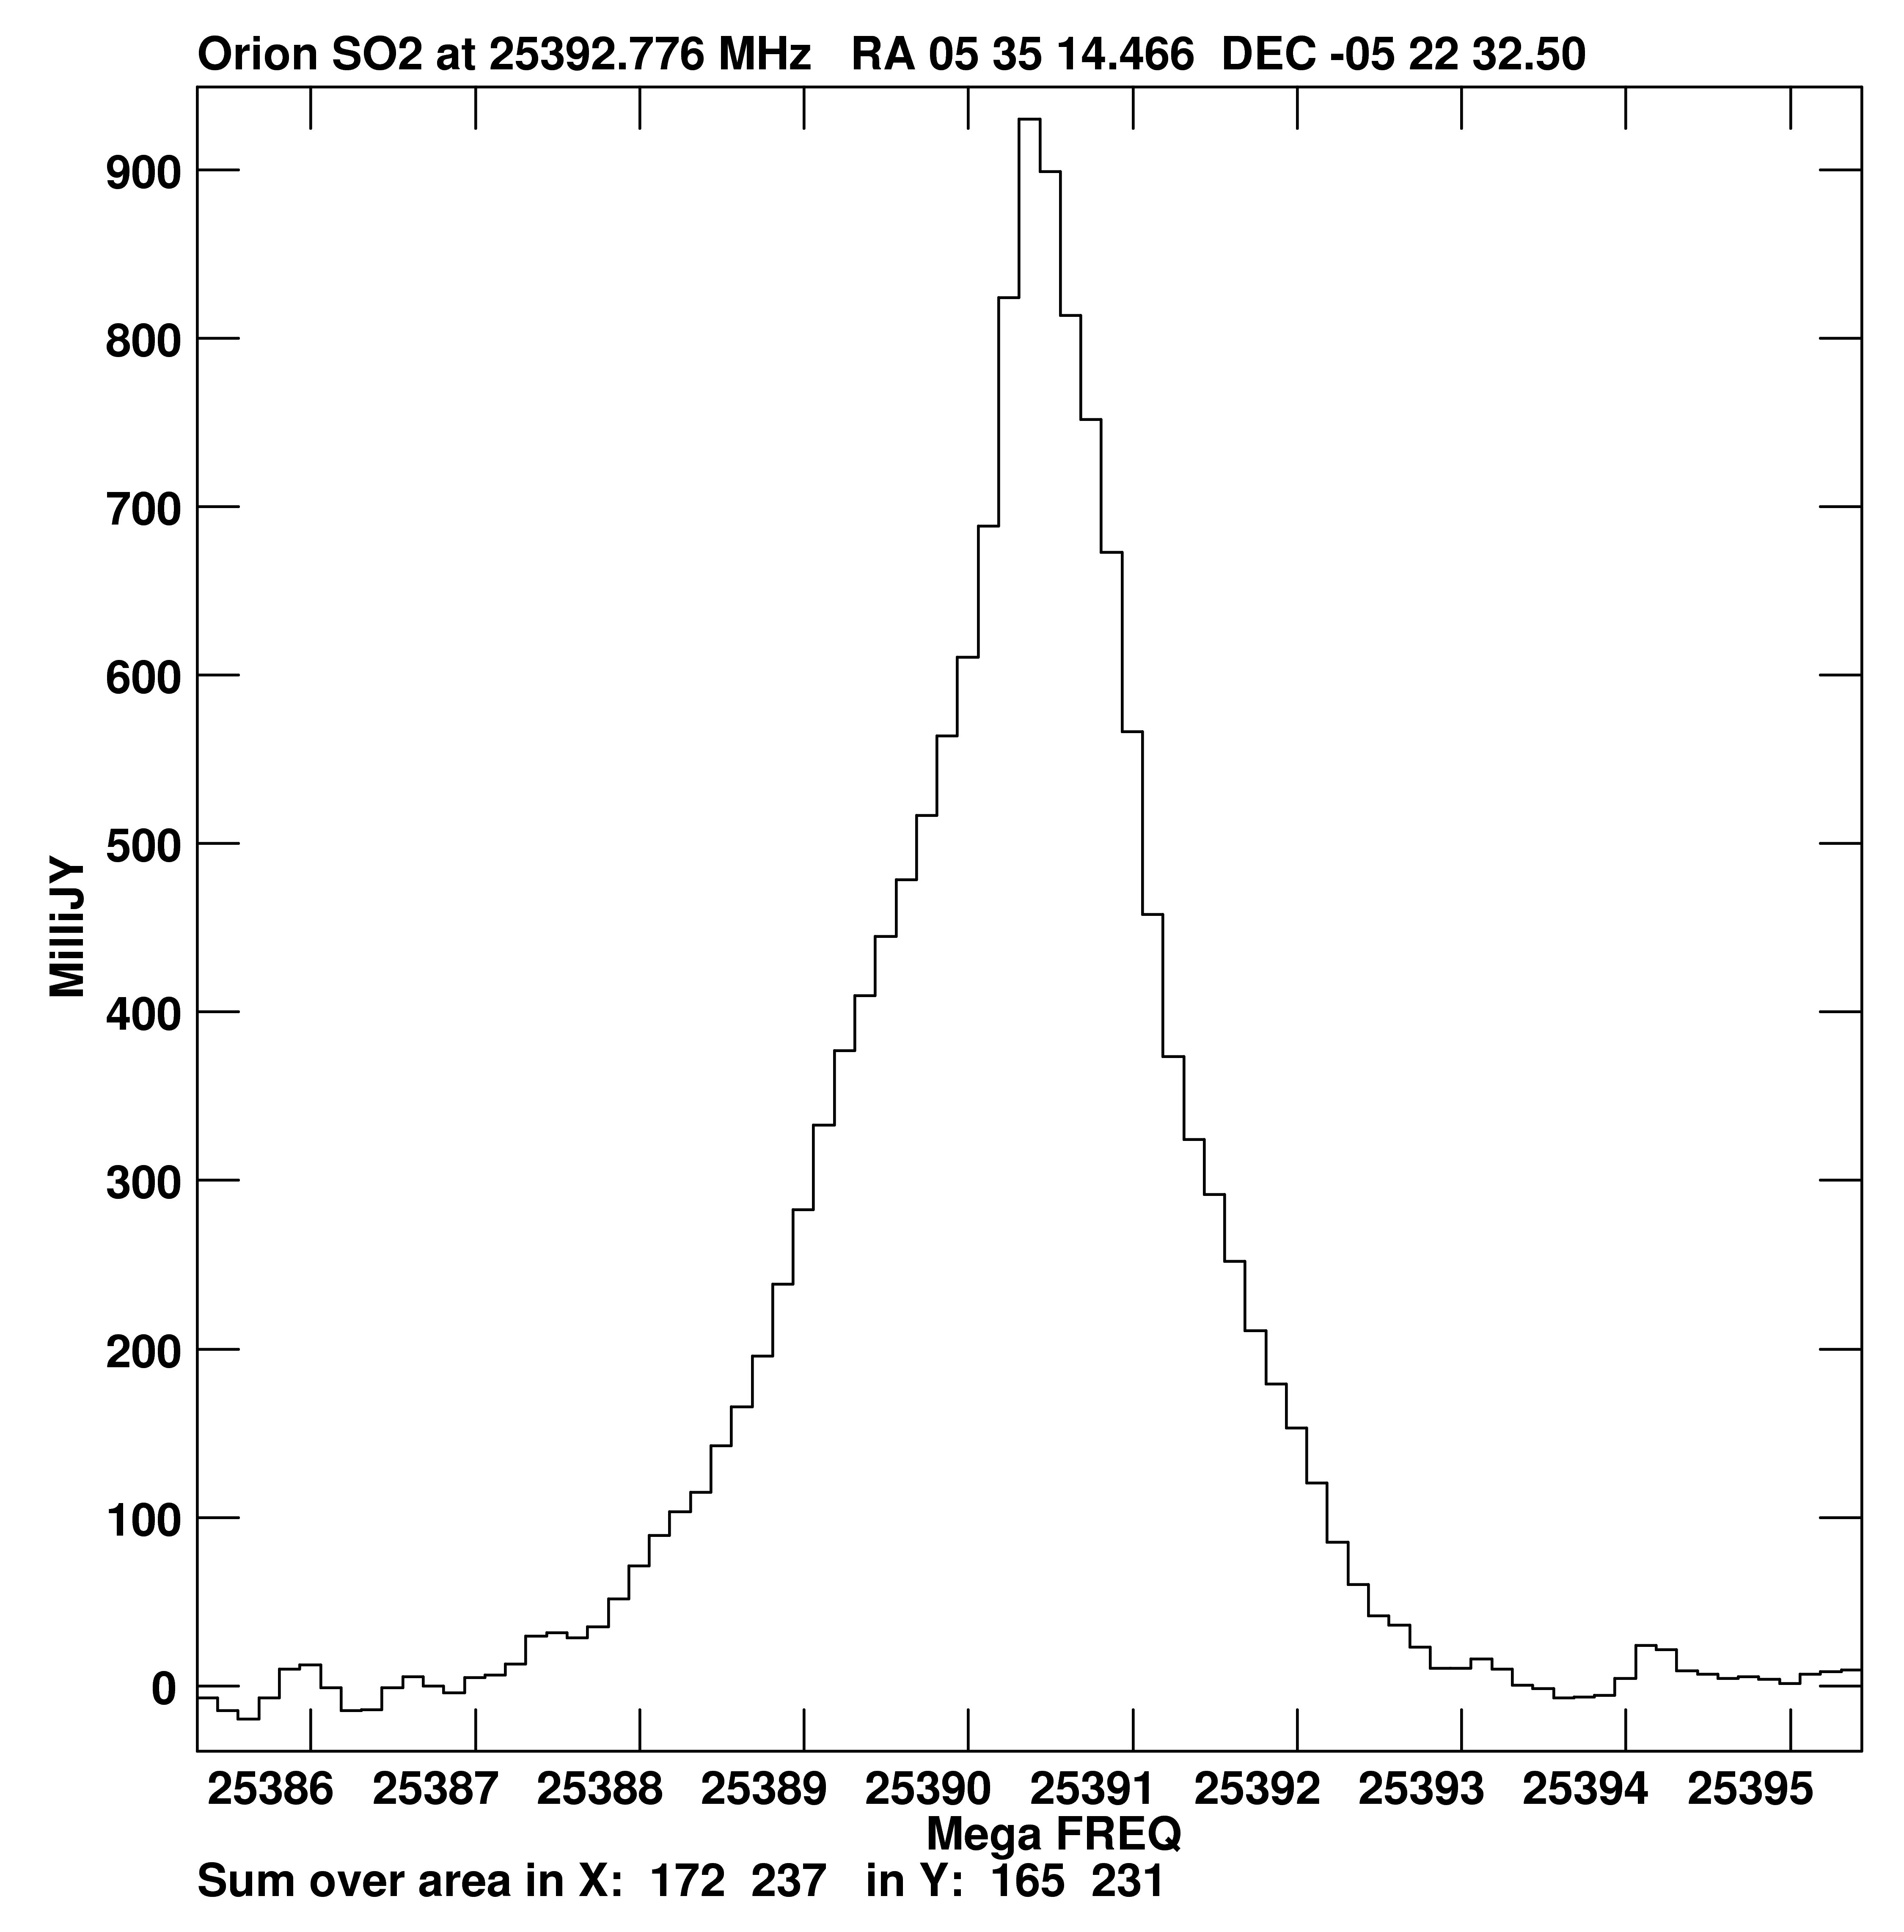 Orion SO2 at 25392.776 MHz   RA 05 35 14.466  DEC -05 22 32.50
900
800
700
600
500
400
300
200
100
0
MilliJY
25386 25387 25388 25389 25390 25391 25392 25393 25394 25395
Mega FREQ
Sum over area in X:  172  237   in Y:  165  231